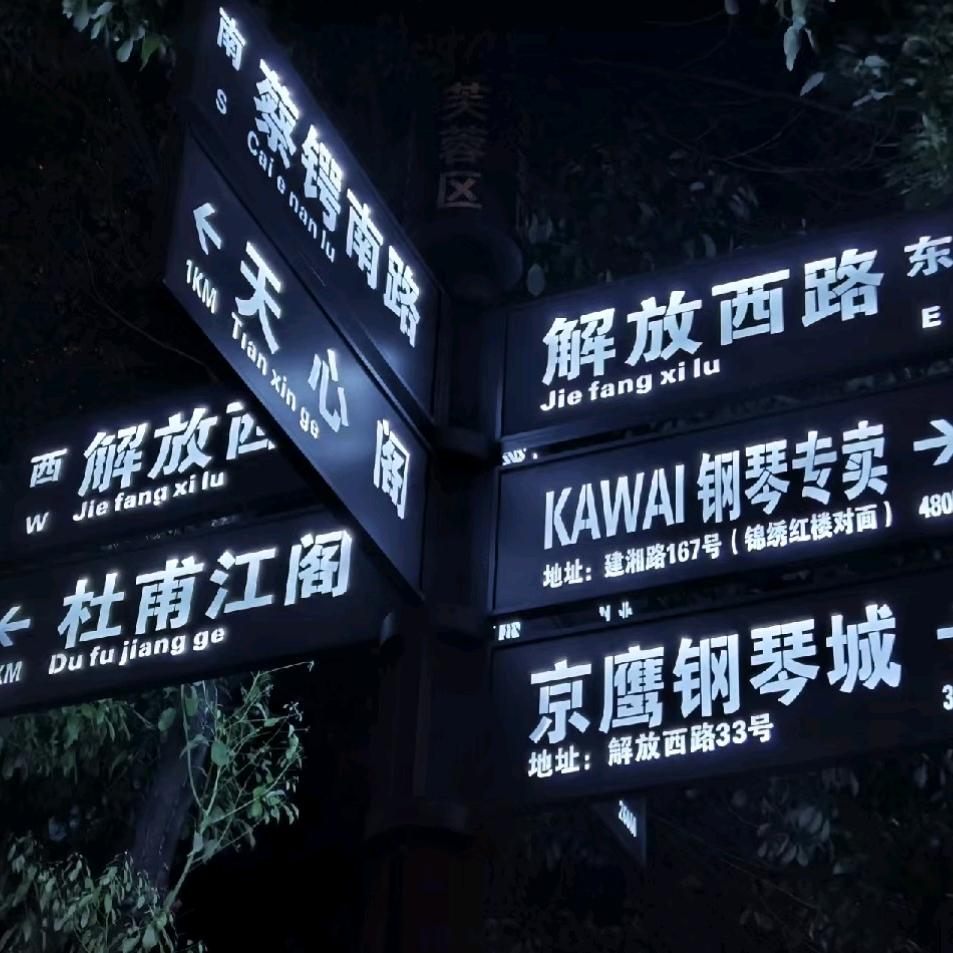 南 蔡锷南路
S Cai e nan lu
← 天心阁
1KM Tian xin ge
芙蓉区
西 解放西
W Jie fang xi lu
← 杜甫江阁
KM Du fu jiang ge
解放西路 东
Jie fang xi lu E
KAWAI 钢琴专卖 →
地址：建湘路167号（锦绣红楼对面） 480
京鹰钢琴城
地址：解放西路33号 3